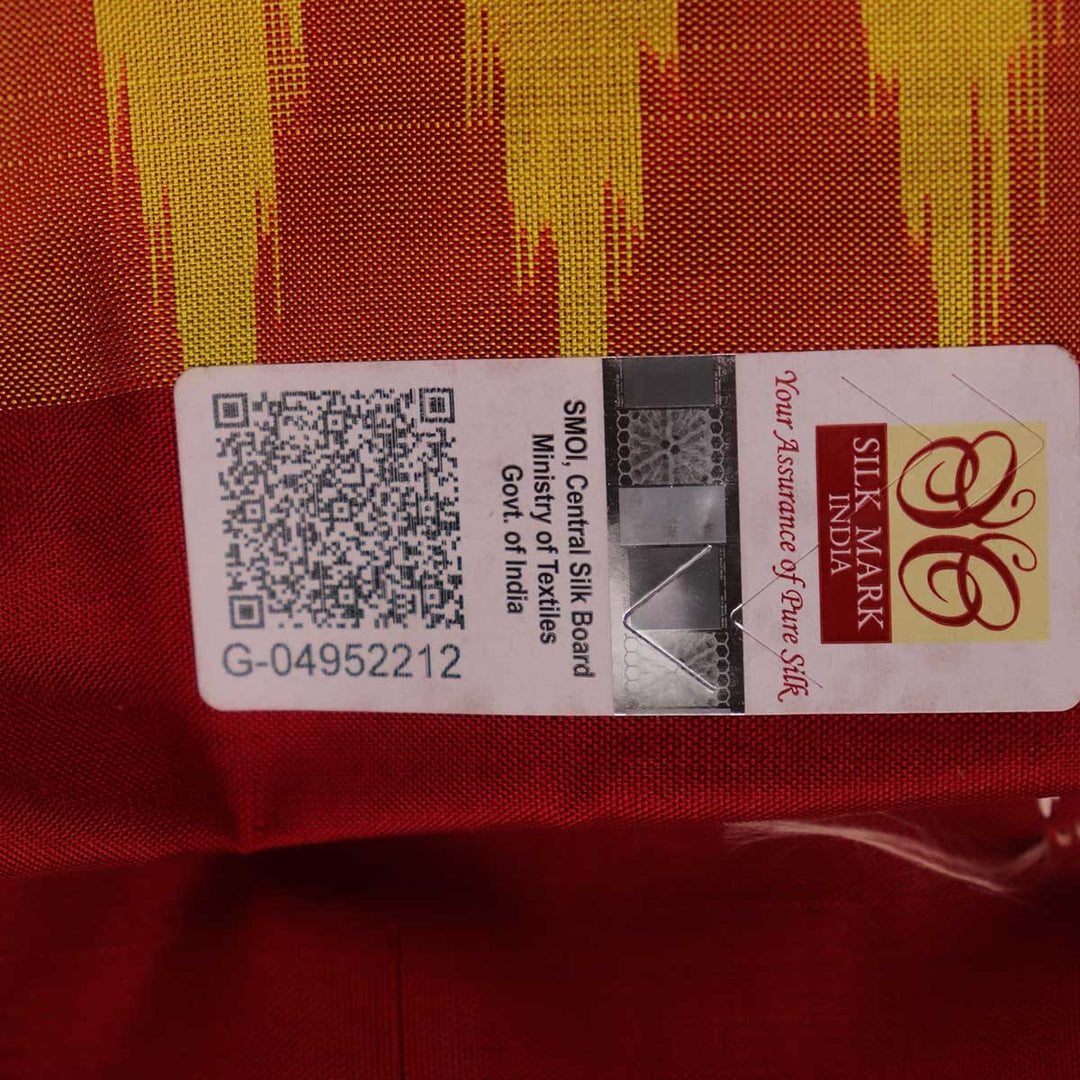 G-04952212
SMOI, Central Silk Board
Ministry of Textiles
Govt. of India
Your Assurance of Pure Silk
SILK MARK
INDIA